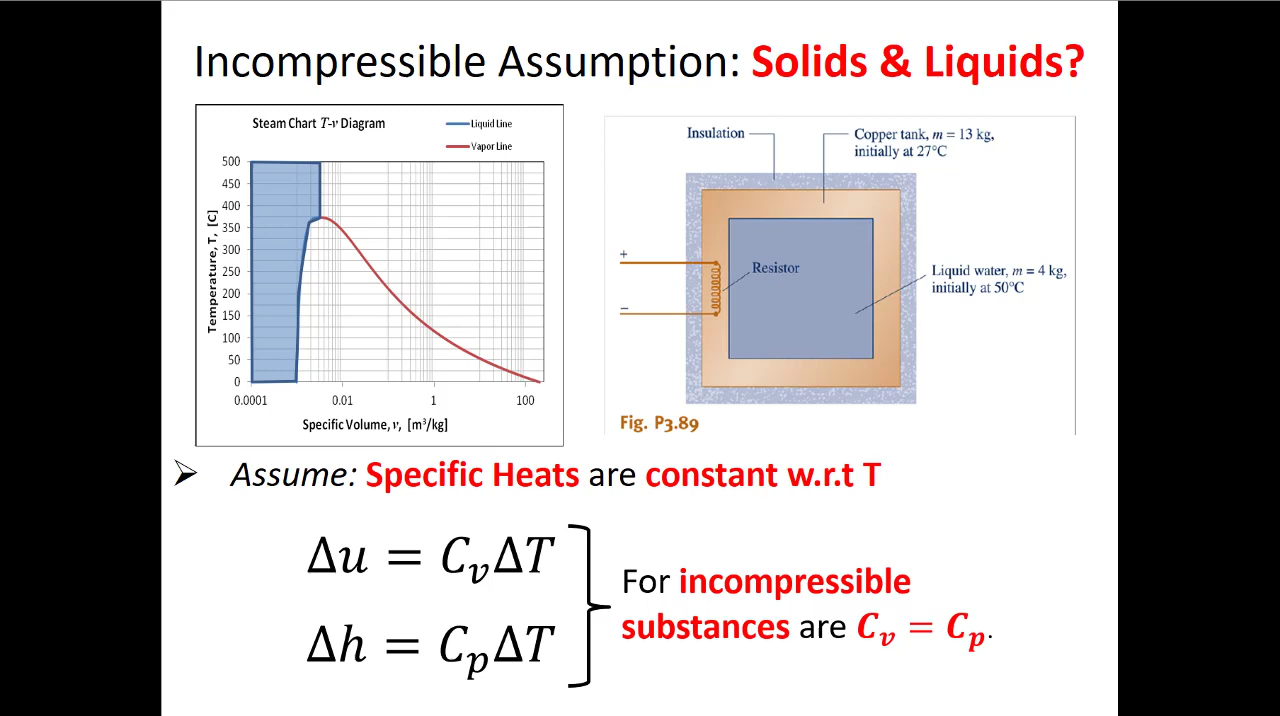 Incompressible Assumption: Solids & Liquids?
Steam Chart T-v Diagram
Liquid Line
Vapor Line
500
450
400
350
300
250
200
150
100
50
0
Temperature, T, [C]
0.0001
0.01
1
100
Specific Volume, v, [m³/kg]
Insulation
Copper tank, m = 13 kg,
initially at 27°C
+
Resistor
−
Liquid water, m = 4 kg,
initially at 50°C
Fig. P3.89
➢ Assume: Specific Heats are constant w.r.t T
Δu = C_vΔT
Δh = C_pΔT
For incompressible
substances are C_v = C_p.